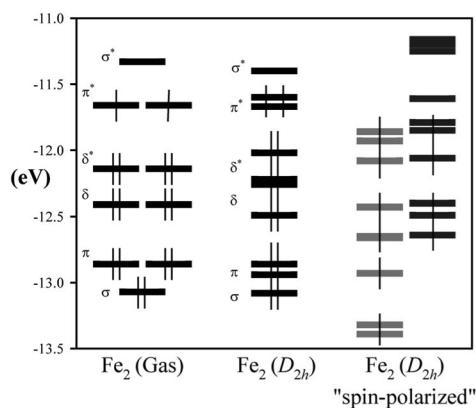 -11.0
-11.5
-12.0
(eV)
-12.5
-13.0
-13.5
σ*
π*
δ*
δ
π
σ
σ*
π*
δ*
δ
π
σ
Fe₂ (Gas)
Fe₂ (D₂ₕ)
Fe₂ (D₂ₕ)
"spin-polarized"